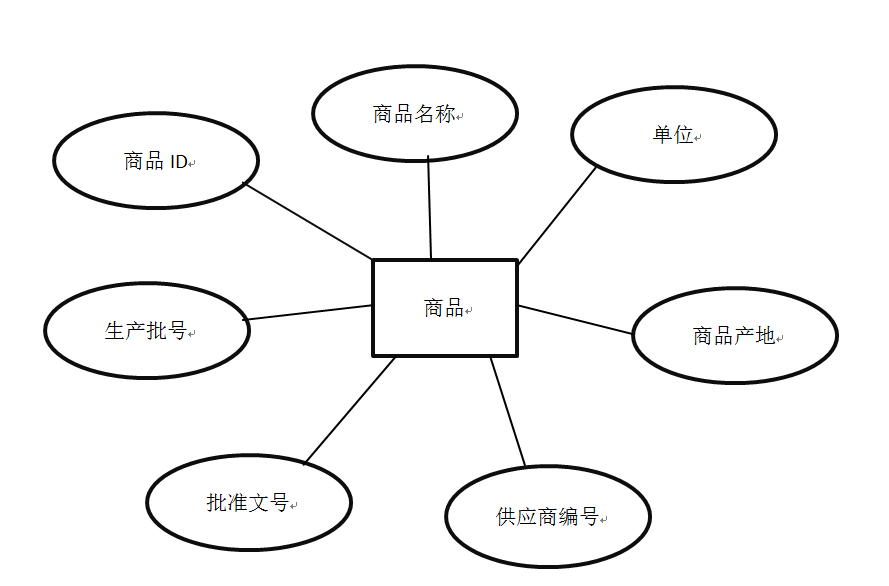 商品名称
单位
商品 ID
商品
生产批号
商品产地
批准文号
供应商编号